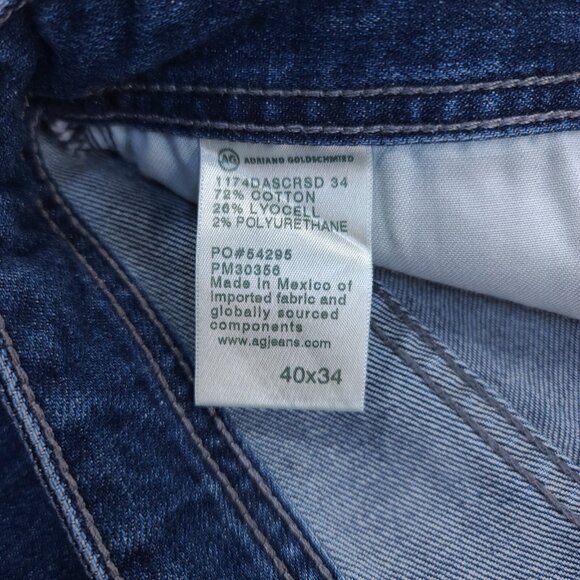 AG ADRIANO GOLDSCHMIED
1174DASCRSD 34
72% COTTON
26% LYOCELL
2% POLYURETHANE
PO#54295
PM30356
Made in Mexico of
imported fabric and
globally sourced
components
www.agjeans.com
40x34